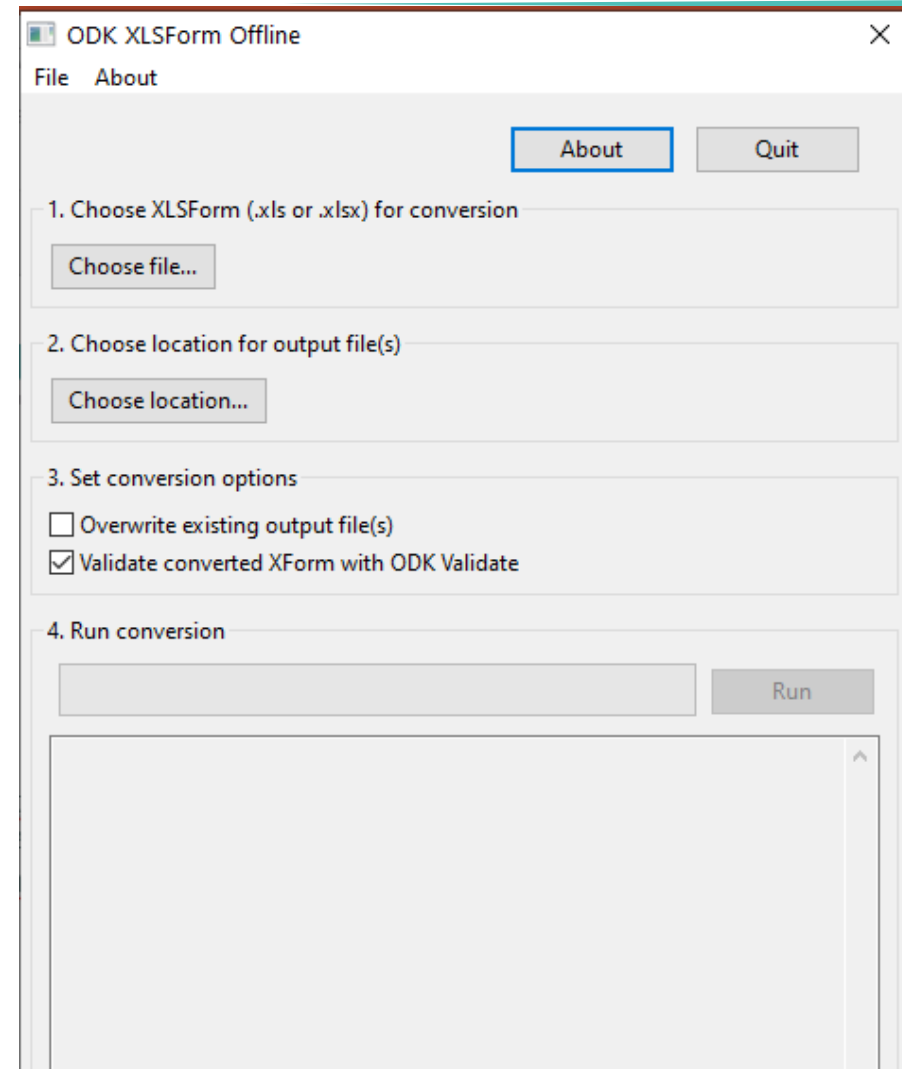 ODK XLSForm Offline
File About
About Quit
1. Choose XLSForm (.xls or .xlsx) for conversion
Choose file...
2. Choose location for output file(s)
Choose location...
3. Set conversion options
Overwrite existing output file(s)
Validate converted XForm with ODK Validate
4. Run conversion
Run